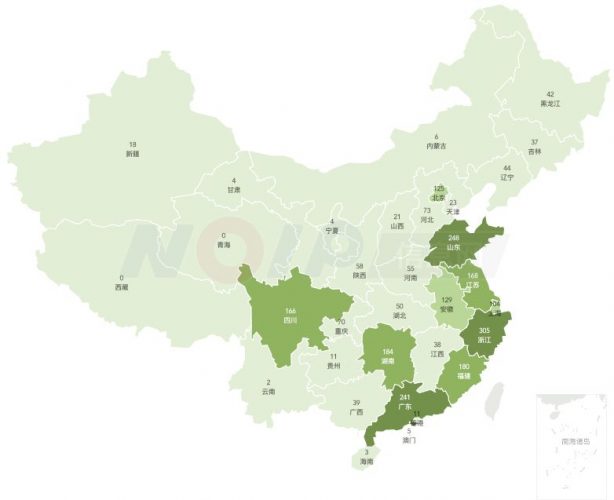 42
黑龙江
37
吉林
44
辽宁
6
内蒙古
18
新疆
4
甘肃
125
北京
23
天津
73
河北
21
山西
4
宁夏
0
青海
248
山东
0
西藏
58
陕西
55
河南
168
江苏
129
安徽
166
四川
50
湖北
70
重庆
305
浙江
184
湖南
38
江西
11
贵州
180
福建
2
云南
39
广西
241
广东
11
香港
5
澳门
3
海南
南海诸岛